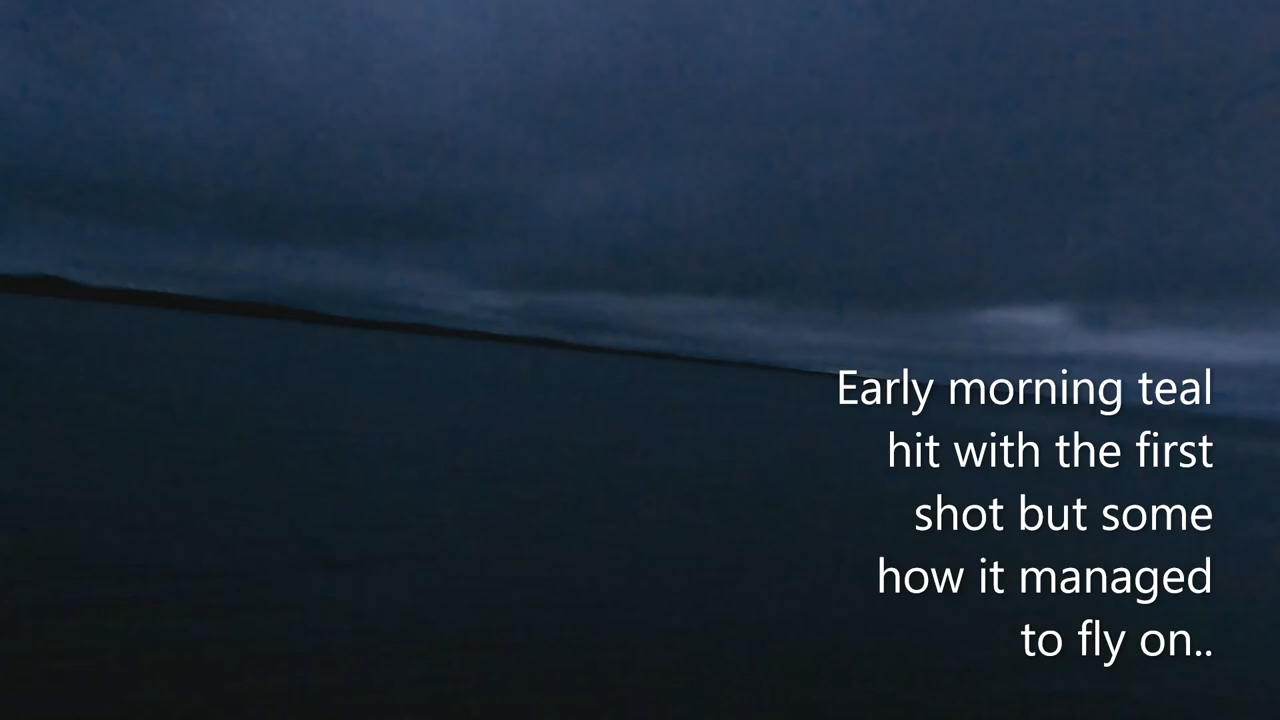 Early morning teal
hit with the first
shot but some
how it managed
to fly on..